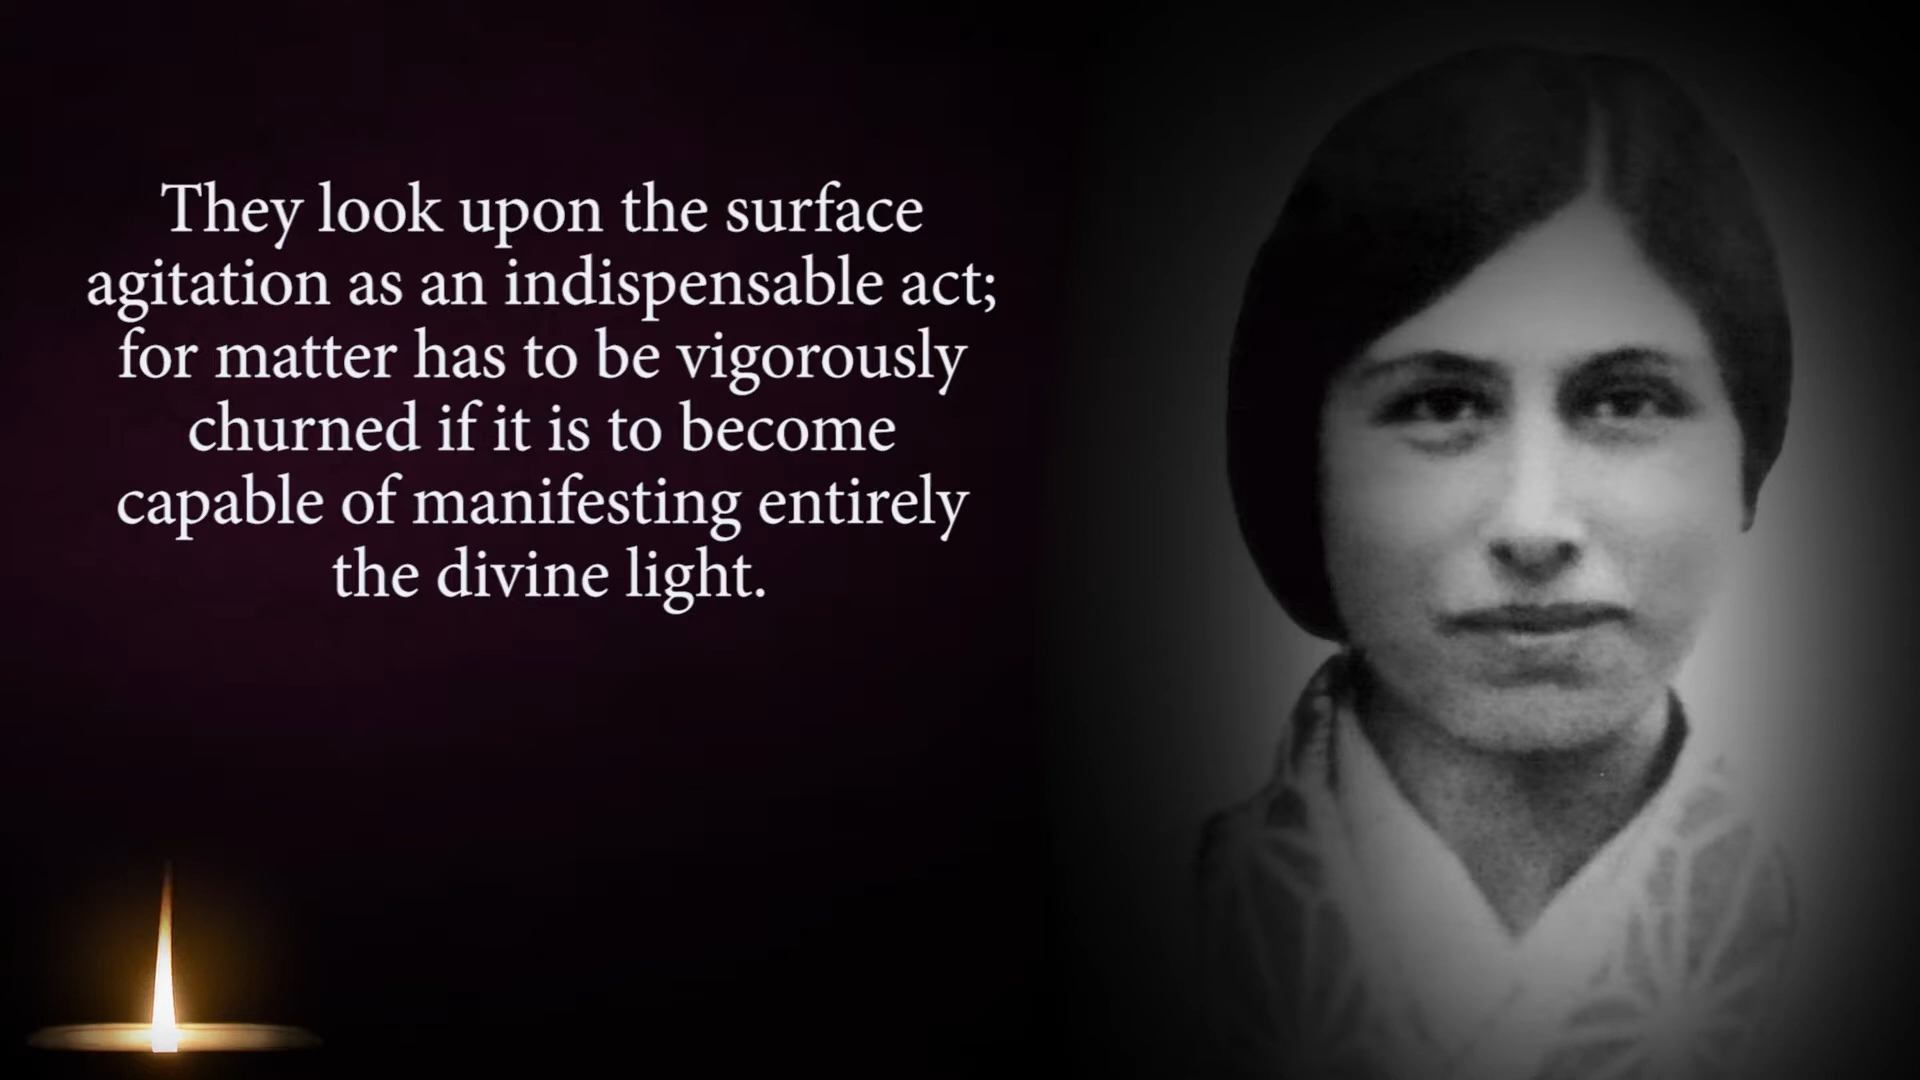 They look upon the surface
agitation as an indispensable act;
for matter has to be vigorously
churned if it is to become
capable of manifesting entirely
the divine light.